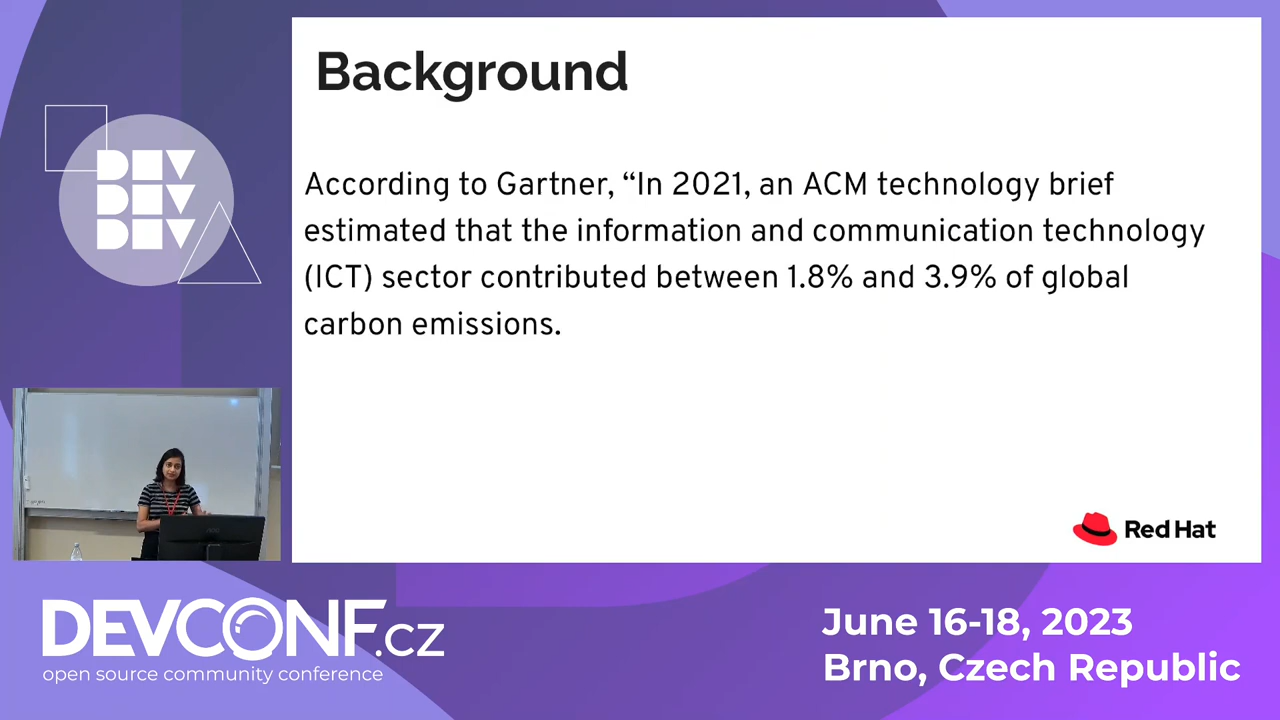 Background
According to Gartner, “In 2021, an ACM technology brief
estimated that the information and communication technology
(ICT) sector contributed between 1.8% and 3.9% of global
carbon emissions.
Red Hat
DEV
DEV
DEV
DEVCONF.cz
open source community conference
June 16-18, 2023
Brno, Czech Republic